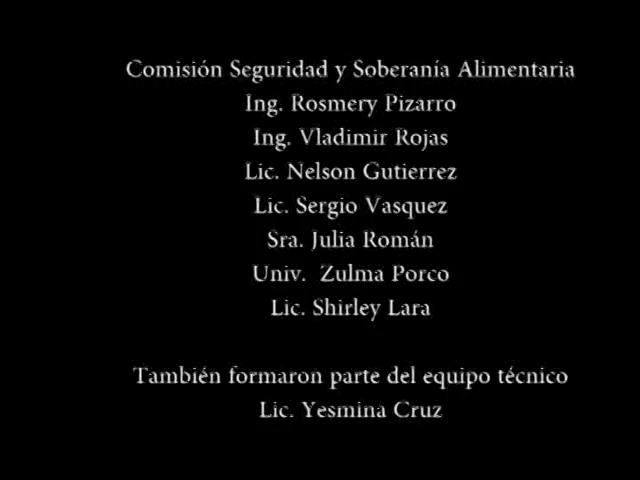 Comisión Seguridad y Soberanía Alimentaria
Ing. Rosmery Pizarro
Ing. Vladimir Rojas
Lic. Nelson Gutierrez
Lic. Sergio Vasquez
Sra. Julia Román
Univ. Zulma Porco
Lic. Shirley Lara
También formaron parte del equipo técnico
Lic. Yesmina Cruz